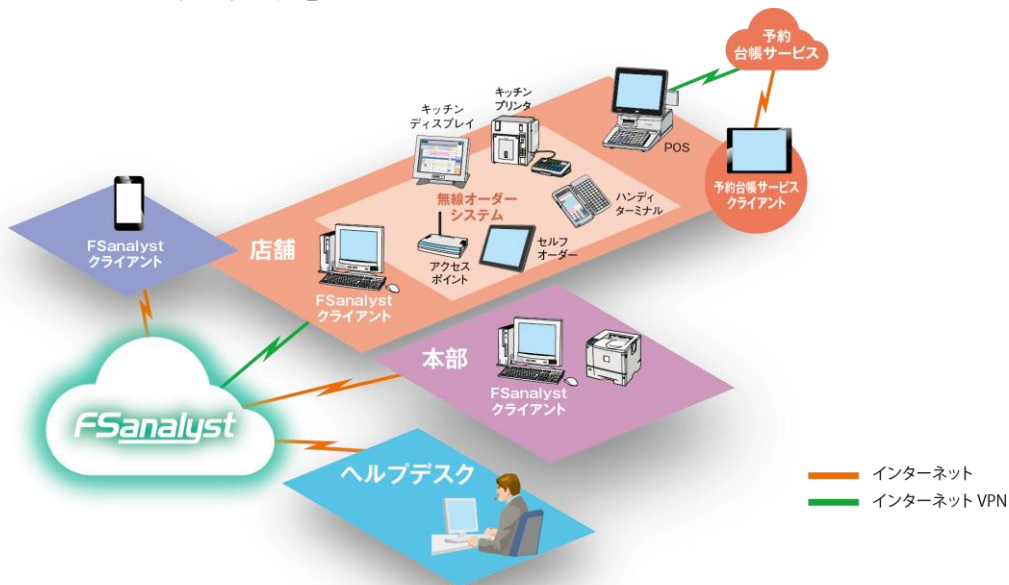 予約
台帳サービス
キッチン
プリンタ
キッチン
ディスプレイ
POS
予約台帳サービス
クライアント
無線オーダー
システム
ハンディ
ターミナル
セルフ
オーダー
アクセス
ポイント
店舗
FSanalyst
クライアント
FSanalyst
クライアント
本部
FSanalyst
クライアント
FSanalyst
ヘルプデスク
インターネット
インターネット VPN